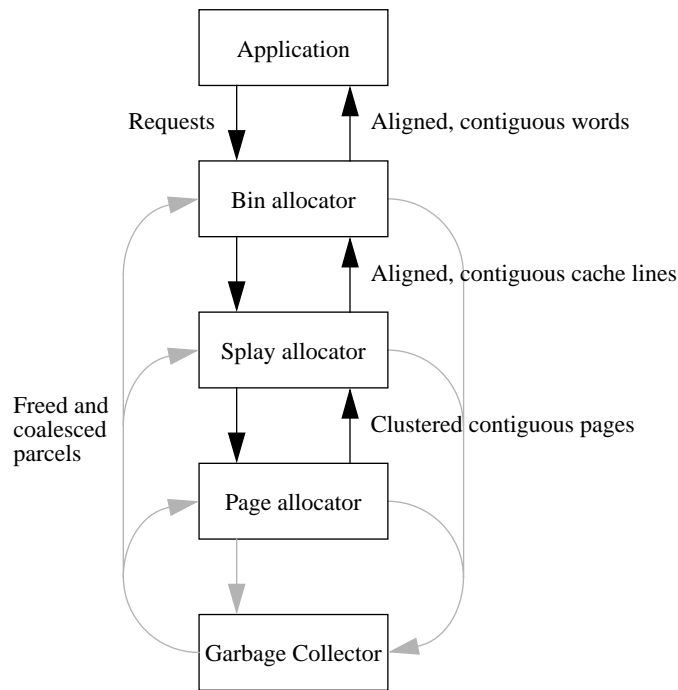 Application
Requests
Aligned, contiguous words
Bin allocator
Aligned, contiguous cache lines
Splay allocator
Freed and
coalesced
parcels
Clustered contiguous pages
Page allocator
Garbage Collector